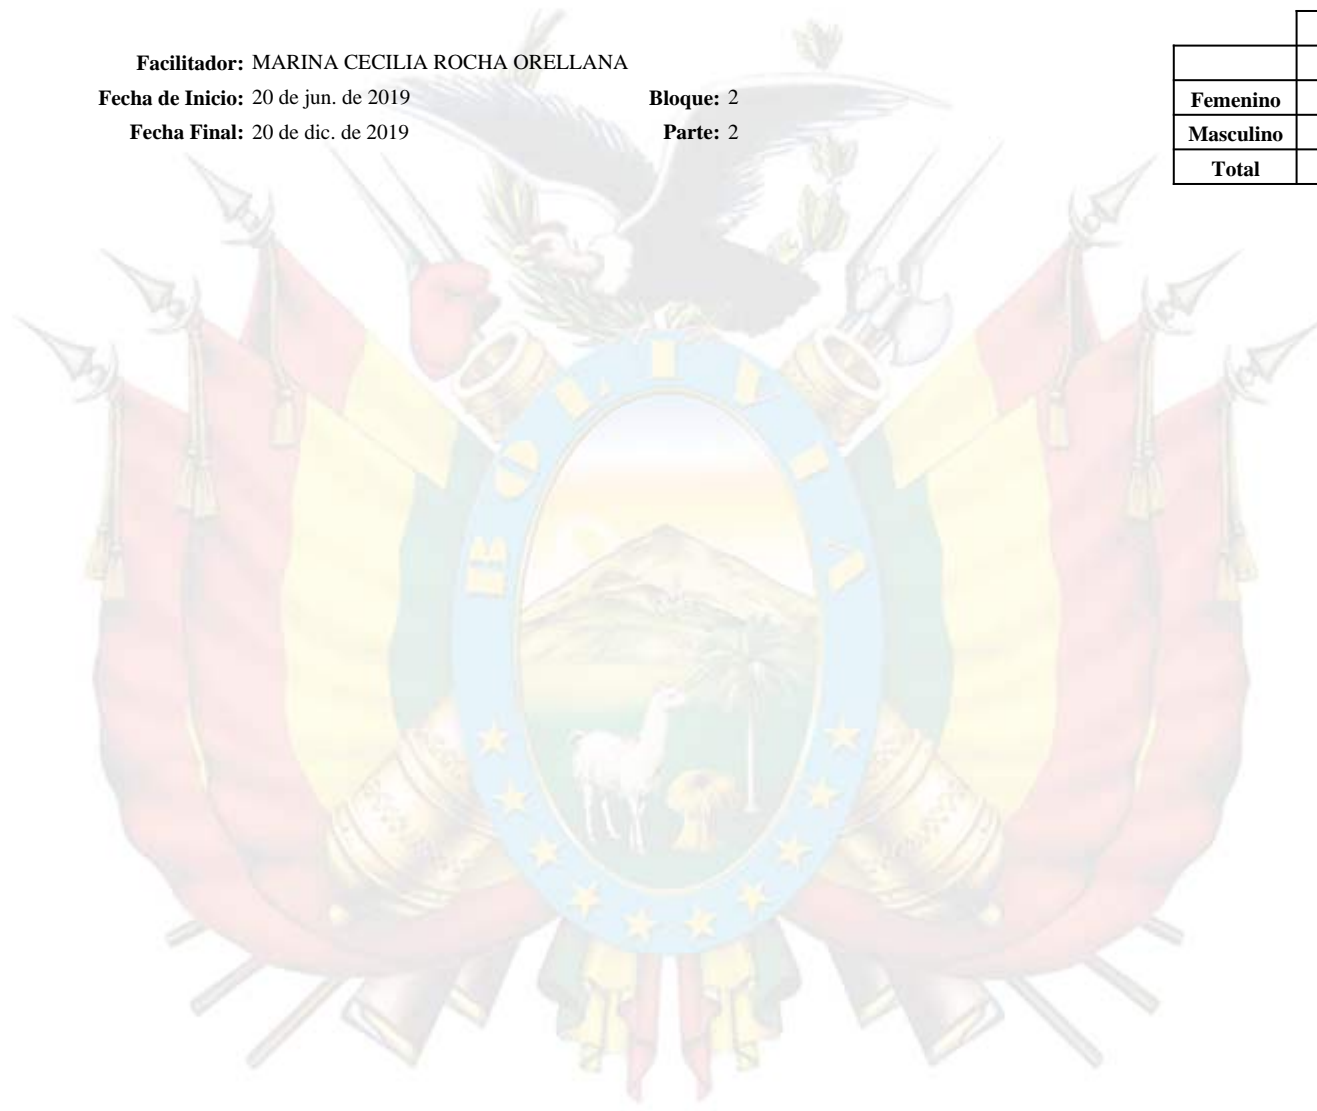 Facilitador: MARINA CECILIA ROCHA ORELLANA
Fecha de Inicio: 20 de jun. de 2019 Bloque: 2
Fecha Final: 20 de dic. de 2019 Parte: 2
Femenino
Masculino
Total
BOLIVIA